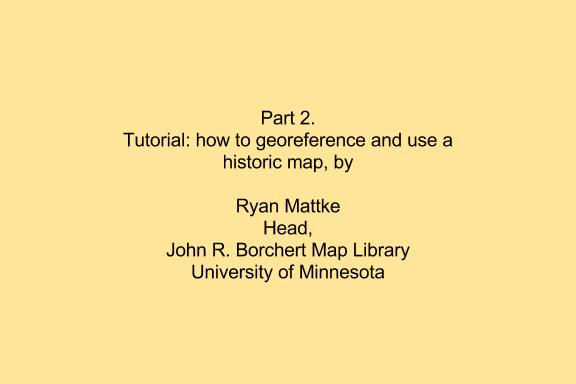 Part 2.
Tutorial: how to georeference and use a
historic map, by
Ryan Mattke
Head,
John R. Borchert Map Library
University of Minnesota